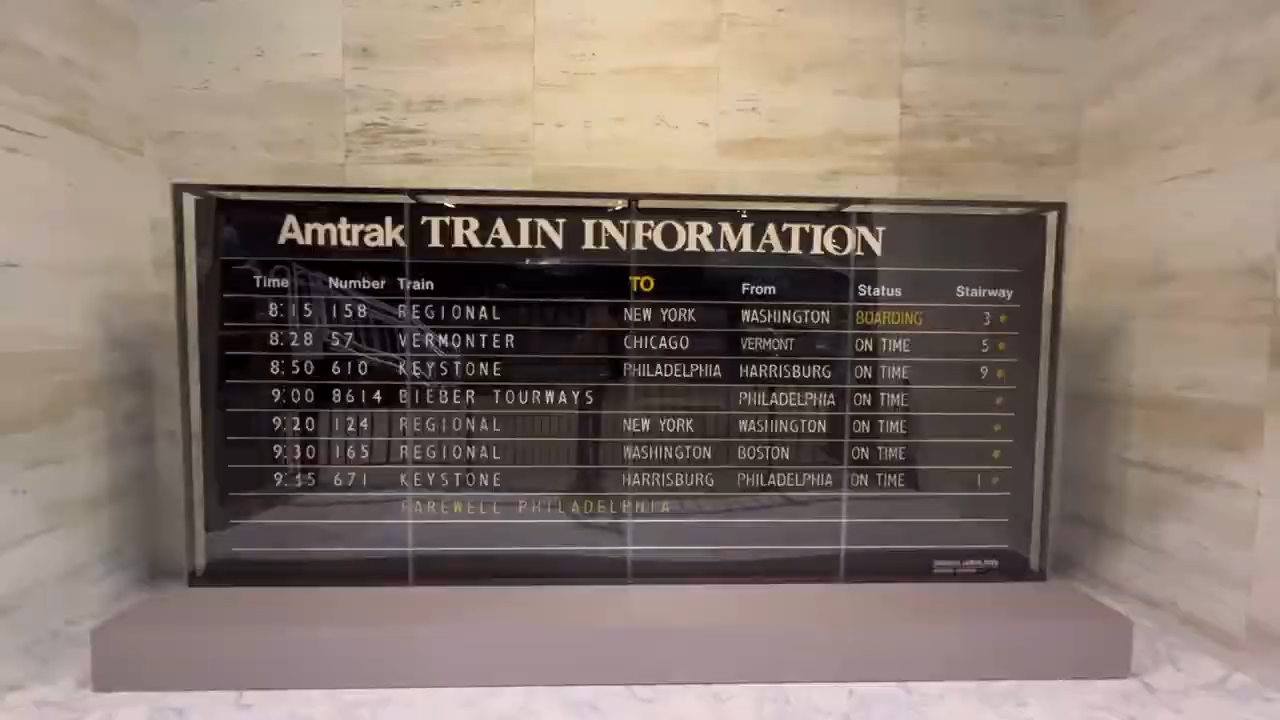 Amtrak TRAIN INFORMATION
Time Number Train TO From Status Stairway
8:15 158 REGIONAL NEW YORK WASHINGTON BOARDING 3
8:28 57 VERMONTER CHICAGO VERMONT ON TIME 5
8:50 610 KEYSTONE PHILADELPHIA HARRISBURG ON TIME 9
9:00 8614 BIEBER TOURWAYS PHILADELPHIA ON TIME
9:20 124 REGIONAL NEW YORK WASHINGTON ON TIME
9:30 165 REGIONAL WASHINGTON BOSTON ON TIME
671 KEYSTONE HARRISBURG PHILADELPHIA ON TIME 1
FAREWELL PHILADELPHIA